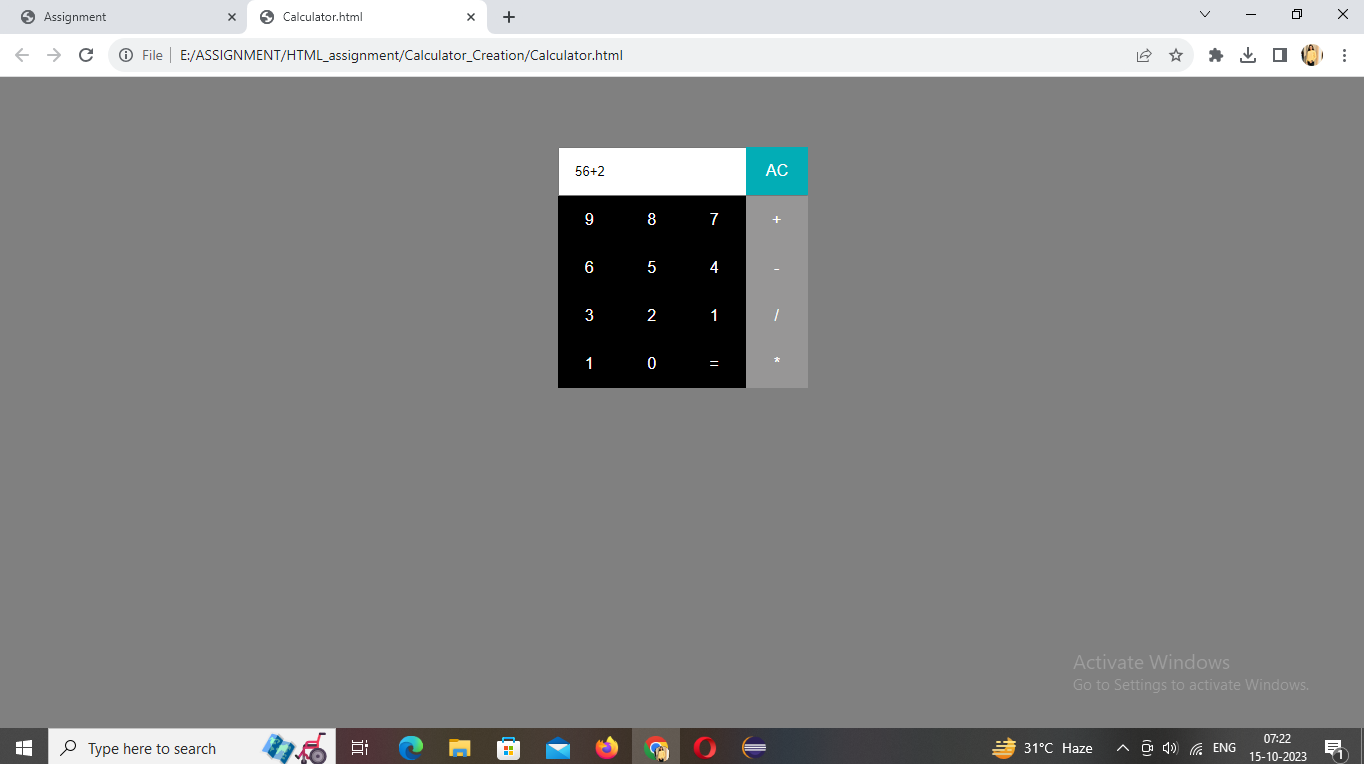 Assignment
Calculator.html
File
E:/ASSIGNMENT/HTML_assignment/Calculator_Creation/Calculator.html
56+2 AC
9 8 7 +
6 5 4 -
3 2 1 /
1 0 = *
Activate Windows
Go to Settings to activate Windows.
Type here to search
31°C Haze
ENG
07:22
15-10-2023
1